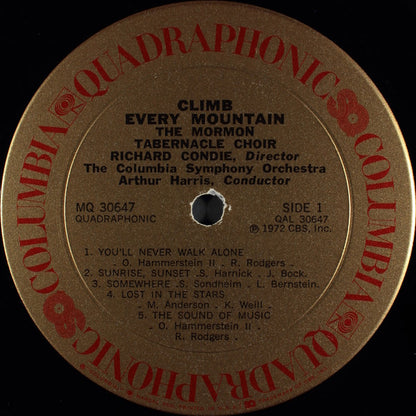 COLUMBIA QUADRAPHONIC SQ COLUMBIA QUADRAPHONIC SQ
CLIMB
EVERY MOUNTAIN
THE MORMON
TABERNACLE CHOIR
RICHARD CONDIE, Director
The Columbia Symphony Orchestra
Arthur Harris, Conductor
MQ 30647
QUADRAPHONIC
SIDE 1
QAL 30647
Ⓟ 1972 CBS, Inc.
1. YOU'LL NEVER WALK ALONE
O. Hammerstein II . R. Rodgers .
2. SUNRISE, SUNSET . S. Harnick . J. Bock .
3. SOMEWHERE . S. Sondheim . L. Bernstein .
4. LOST IN THE STARS
M. Anderson . K. Weill .
5. THE SOUND OF MUSIC
O. Hammerstein II .
R. Rodgers .